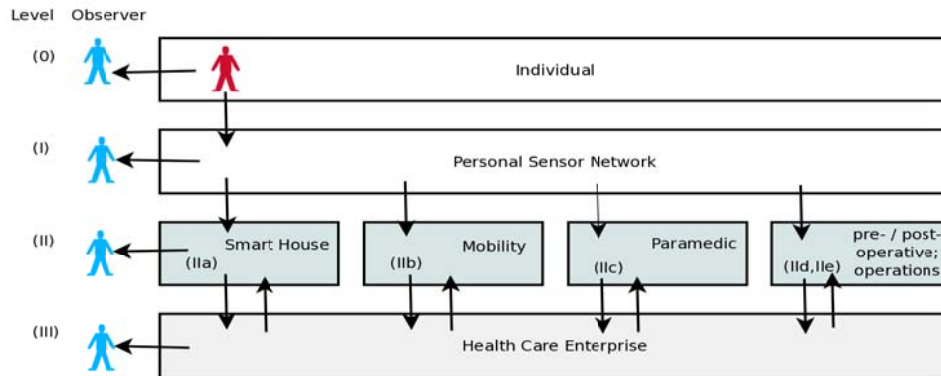 Level Observer
(0)
Individual
(I)
Personal Sensor Network
(II)
Smart House
(IIa)
Mobility
(IIb)
Paramedic
(IIc)
pre- / post-
operative;
(IId,IIe)
operations
(III)
Health Care Enterprise